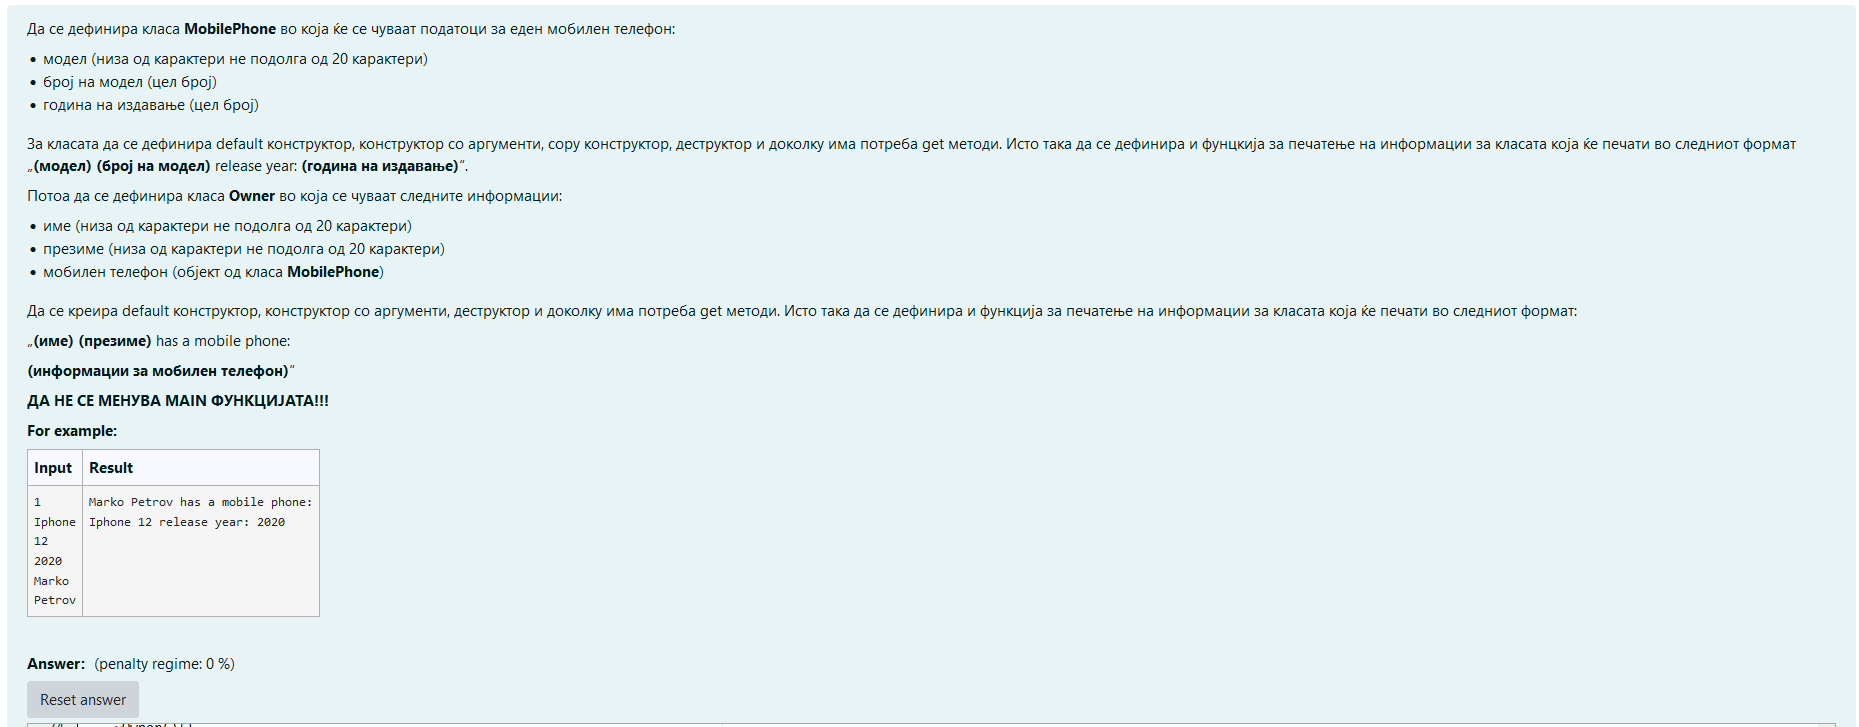 Да се дефинира класа MobilePhone во која ќе се чуваат податоци за еден мобилен телефон:
• модел (низа од карактери не подолга од 20 карактери)
• број на модел (цел број)
• година на издавање (цел број)
За класата да се дефинира default конструктор, конструктор со аргументи, copy конструктор, деструктор и доколку има потреба get методи. Исто така да се дефинира и фунцкија за печатење на информации за класата која ќе печати во следниот формат
„(модел) (број на модел) release year: (година на издавање)“.
Потоа да се дефинира класа Owner во која се чуваат следните информации:
• име (низа од карактери не подолга од 20 карактери)
• презиме (низа од карактери не подолга од 20 карактери)
• мобилен телефон (објект од класа MobilePhone)
Да се креира default конструктор, конструктор со аргументи, деструктор и доколку има потреба get методи. Исто така да се дефинира и функција за печатење на информации за класата која ќе печати во следниот формат:
„(име) (презиме) has a mobile phone:
(информации за мобилен телефон)“
ДА НЕ СЕ МЕНУВА MAIN ФУНКЦИЈАТА!!!
For example:
Input Result
1 Marko Petrov has a mobile phone:
Iphone Iphone 12 release year: 2020
12
2020
Marko
Petrov
Answer: (penalty regime: 0 %)
Reset answer